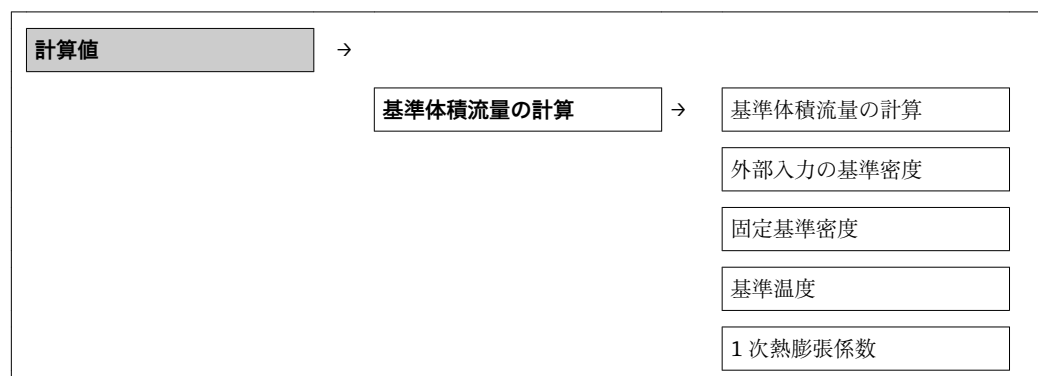 計算値 →
基準体積流量の計算 → 基準体積流量の計算
外部入力の基準密度
固定基準密度
基準温度
1 次熱膨張係数